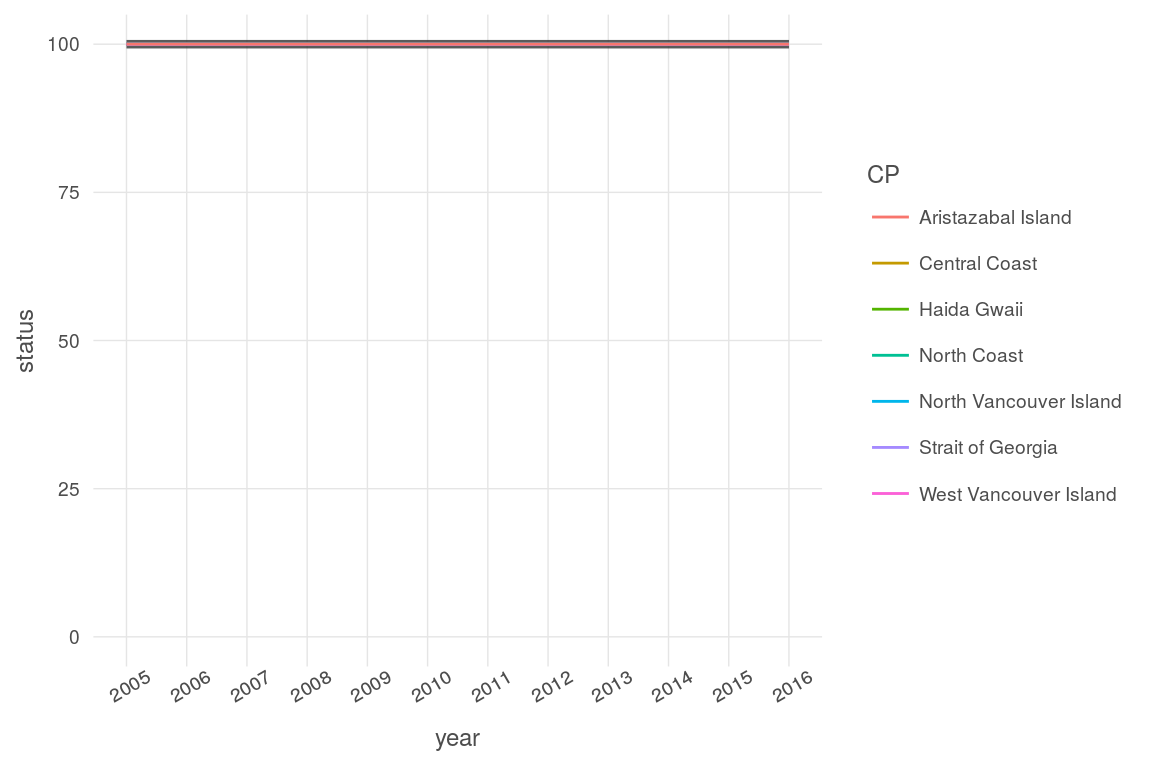 100
75
50
25
0
status
2005 2006 2007 2008 2009 2010 2011 2012 2013 2014 2015 2016
year
CP
Aristazabal Island
Central Coast
Haida Gwaii
North Coast
North Vancouver Island
Strait of Georgia
West Vancouver Island